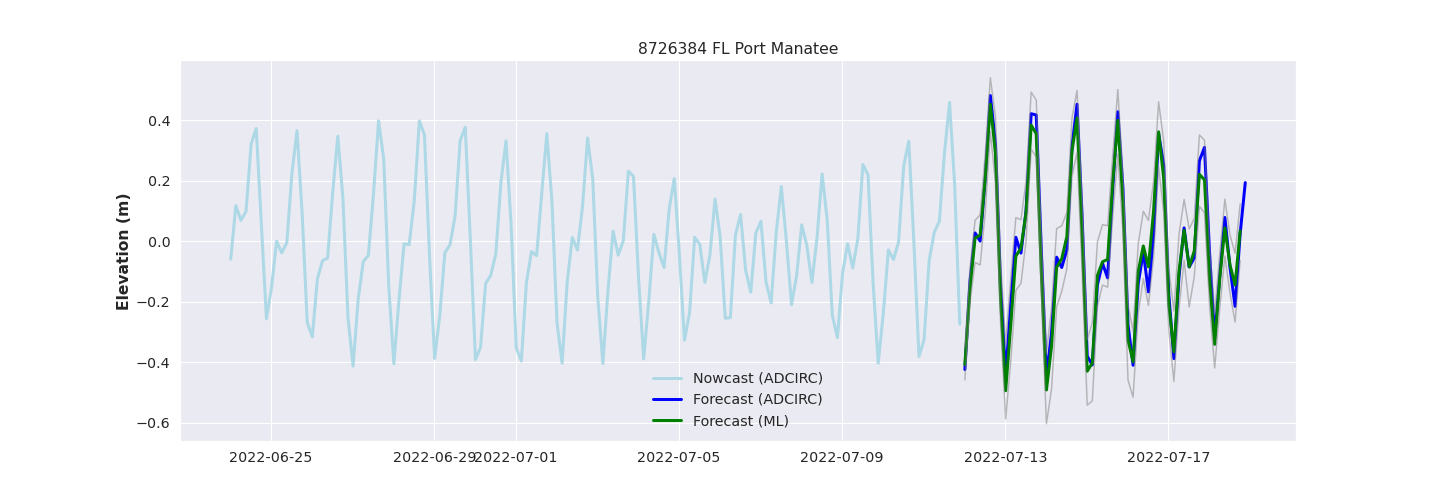 8726384 FL Port Manatee
Elevation (m)
0.4
0.2
0.0
−0.2
−0.4
−0.6
Nowcast (ADCIRC)
Forecast (ADCIRC)
Forecast (ML)
2022-06-25 2022-06-29 2022-07-01 2022-07-05 2022-07-09 2022-07-13 2022-07-17